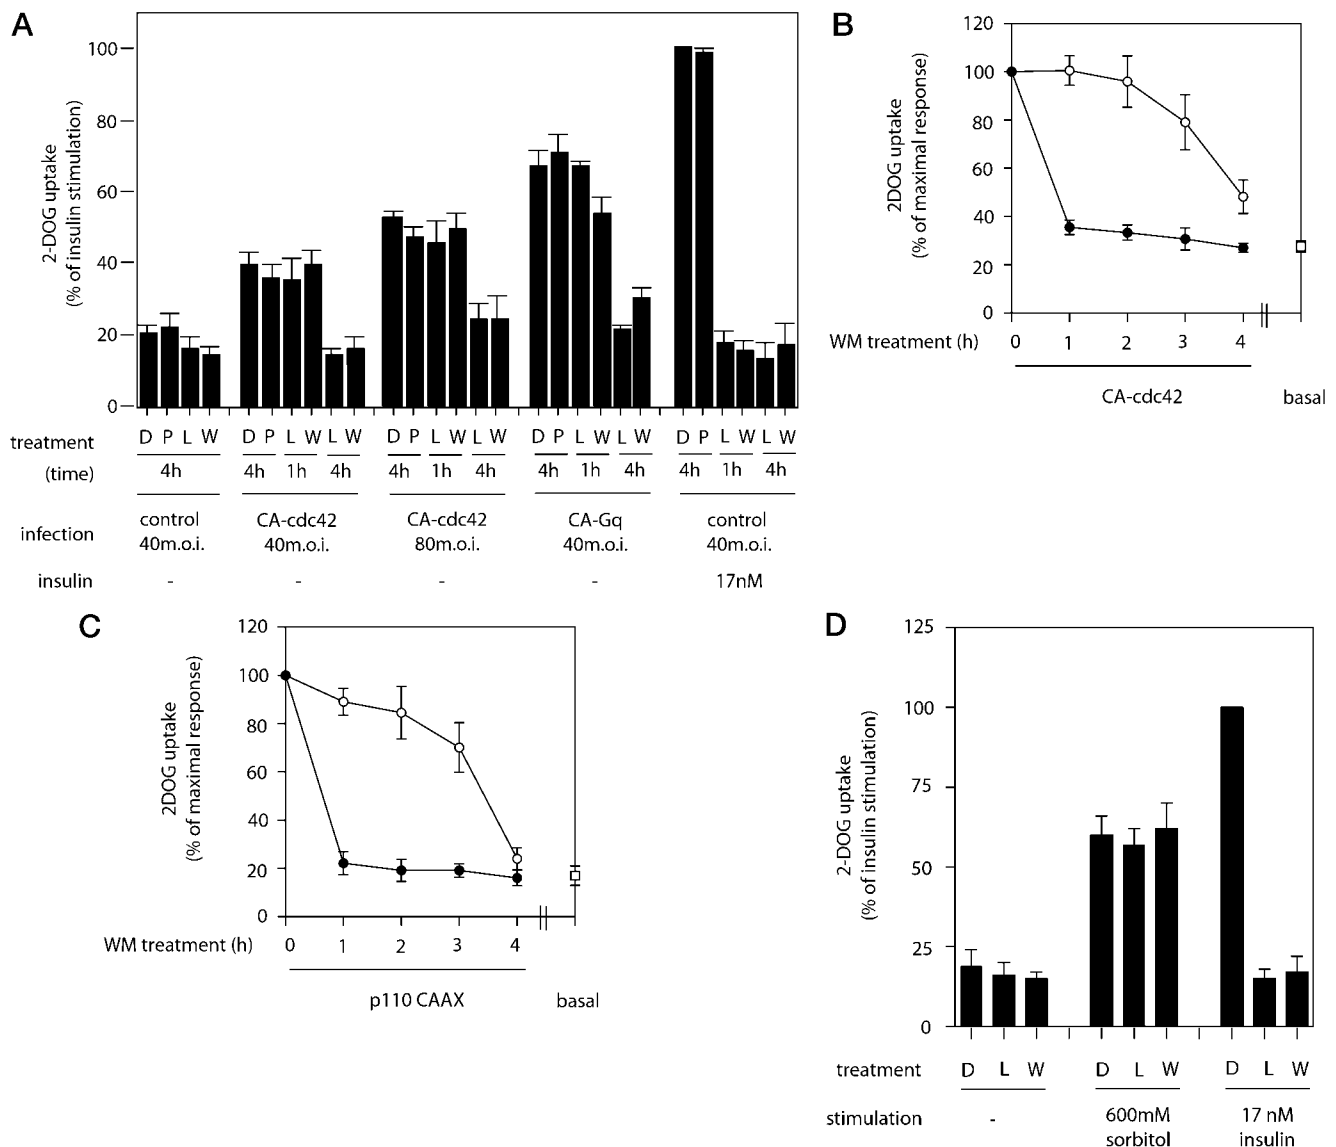 A
2-DOG uptake
(% of insulin stimulation)
100
80
60
40
20
0
treatment D P L W D P L W L W D P L W L W D P L W L W D P L W L W
(time) 4h 4h 1h 4h 4h 1h 4h 4h 1h 4h 4h 1h 4h
infection control CA-cdc42 CA-cdc42 CA-Gq control
40m.o.i. 40m.o.i. 80m.o.i. 40m.o.i. 40m.o.i.
insulin - - - - 17nM
B
2DOG uptake
(% of maximal response)
120
100
80
60
40
20
0
WM treatment (h) 0 1 2 3 4
CA-cdc42 basal
C
2DOG uptake
(% of maximal response)
120
100
80
60
40
20
0
WM treatment (h) 0 1 2 3 4
p110 CAAX basal
D
2-DOG uptake
(% of insulin stimulation)
125
100
75
50
25
0
treatment D L W D L W D L W
stimulation - 600mM 17 nM
sorbitol insulin